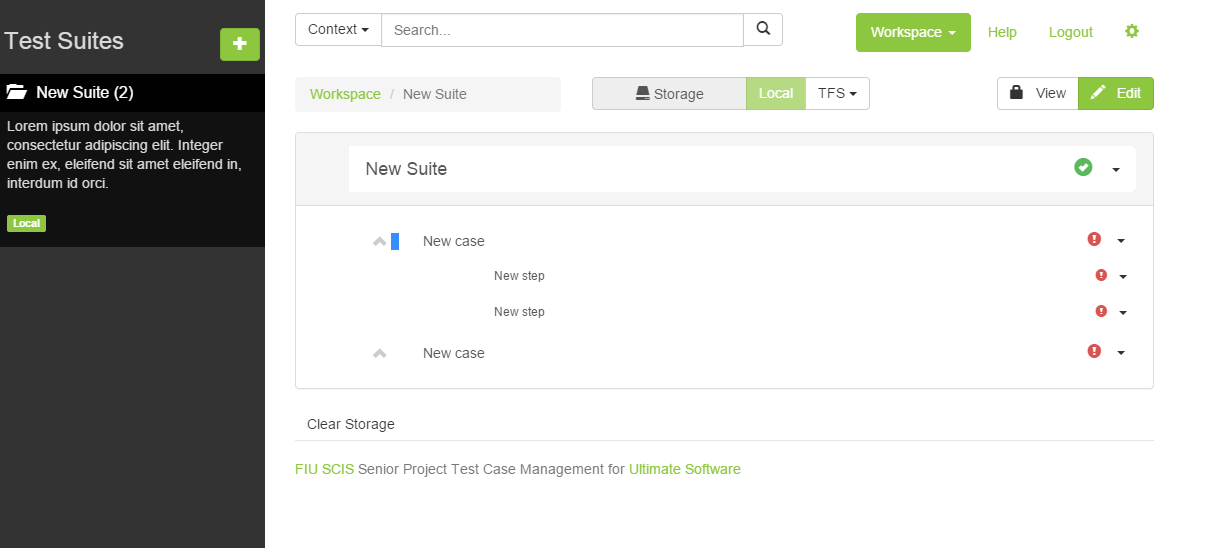 Test Suites
New Suite (2)
Lorem ipsum dolor sit amet,
consectetur adipiscing elit. Integer
enim ex, eleifend sit amet eleifend in,
interdum id orci.
Local
Context
Search...
Workspace
Help
Logout
Workspace / New Suite
Storage
Local
TFS
View
Edit
New Suite
New case
New step
New step
New case
Clear Storage
FIU SCIS Senior Project Test Case Management for Ultimate Software